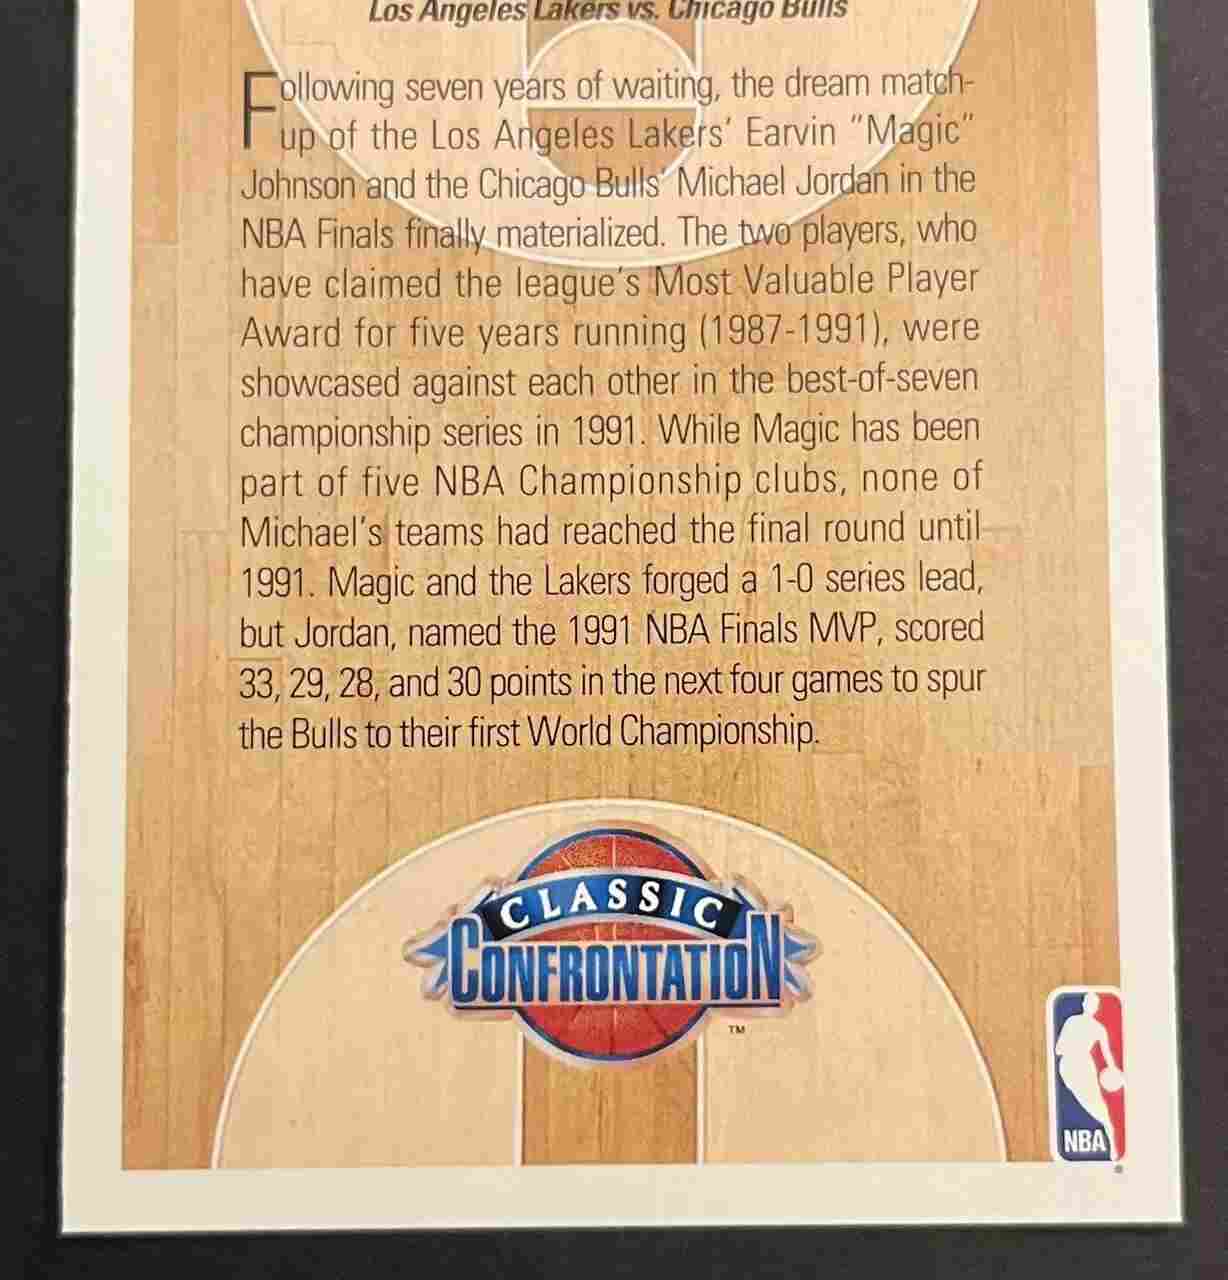 Los Angeles Lakers vs. Chicago Bulls
Following seven years of waiting, the dream match-
up of the Los Angeles Lakers' Earvin "Magic"
Johnson and the Chicago Bulls' Michael Jordan in the
NBA Finals finally materialized. The two players, who
have claimed the league's Most Valuable Player
Award for five years running (1987-1991), were
showcased against each other in the best-of-seven
championship series in 1991. While Magic has been
part of five NBA Championship clubs, none of
Michael's teams had reached the final round until
1991. Magic and the Lakers forged a 1-0 series lead,
but Jordan, named the 1991 NBA Finals MVP, scored
33, 29, 28, and 30 points in the next four games to spur
the Bulls to their first World Championship.
CLASSIC
CONFRONTATION
TM
NBA